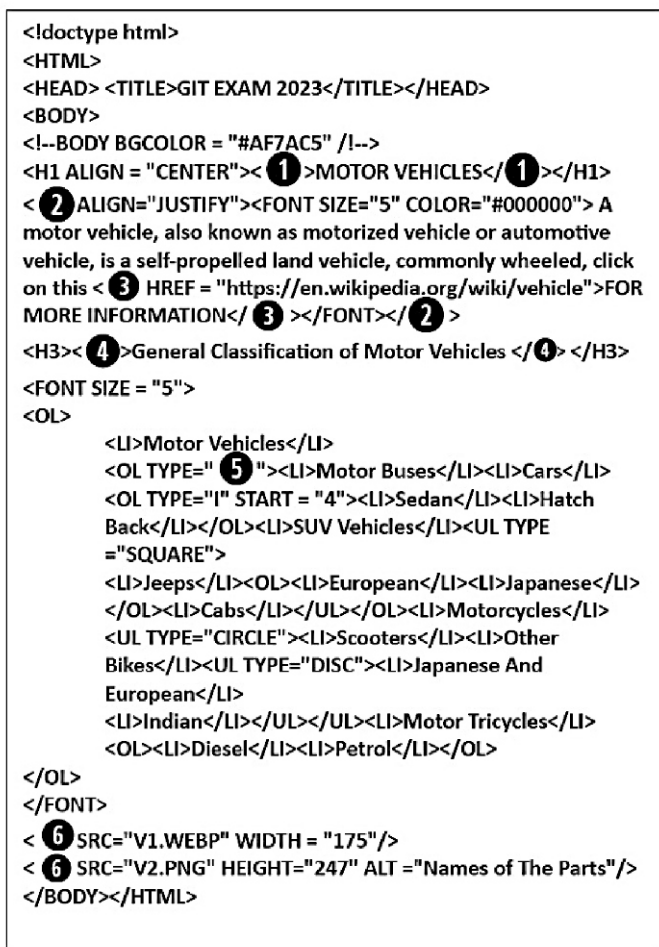 <!doctype html>
<HTML>
<HEAD> <TITLE>GIT EXAM 2023</TITLE></HEAD>
<BODY>
<!--BODY BGCOLOR = "#AF7AC5" /!-->
<H1 ALIGN = "CENTER">< 1 >MOTOR VEHICLES</ 1 ></H1>
< 2 ALIGN="JUSTIFY"><FONT SIZE="5" COLOR="#000000"> A
motor vehicle, also known as motorized vehicle or automotive
vehicle, is a self-propelled land vehicle, commonly wheeled, click
on this < 3 HREF = "https://en.wikipedia.org/wiki/vehicle">FOR
MORE INFORMATION</ 3 ></FONT></ 2 >
<H3>< 4 >General Classification of Motor Vehicles </ 4 > </H3>
<FONT SIZE = "5">
<OL>
<LI>Motor Vehicles</LI>
<OL TYPE=" 5 "><LI>Motor Buses</LI><LI>Cars</LI>
<OL TYPE="I" START = "4"><LI>Sedan</LI><LI>Hatch
Back</LI></OL><LI>SUV Vehicles</LI><UL TYPE
="SQUARE">
<LI>Jeeps</LI><OL><LI>European</LI><LI>Japanese</LI>
</OL><LI>Cabs</LI></UL></OL><LI>Motorcycles</LI>
<UL TYPE="CIRCLE"><LI>Scooters</LI><LI>Other
Bikes</LI><UL TYPE="DISC"><LI>Japanese And
European</LI>
<LI>Indian</LI></UL></UL><LI>Motor Tricycles</LI>
<OL><LI>Diesel</LI><LI>Petrol</LI></OL>
</OL>
</FONT>
< 6 SRC="V1.WEBP" WIDTH = "175"/>
< 6 SRC="V2.PNG" HEIGHT="247" ALT ="Names of The Parts"/>
</BODY></HTML>